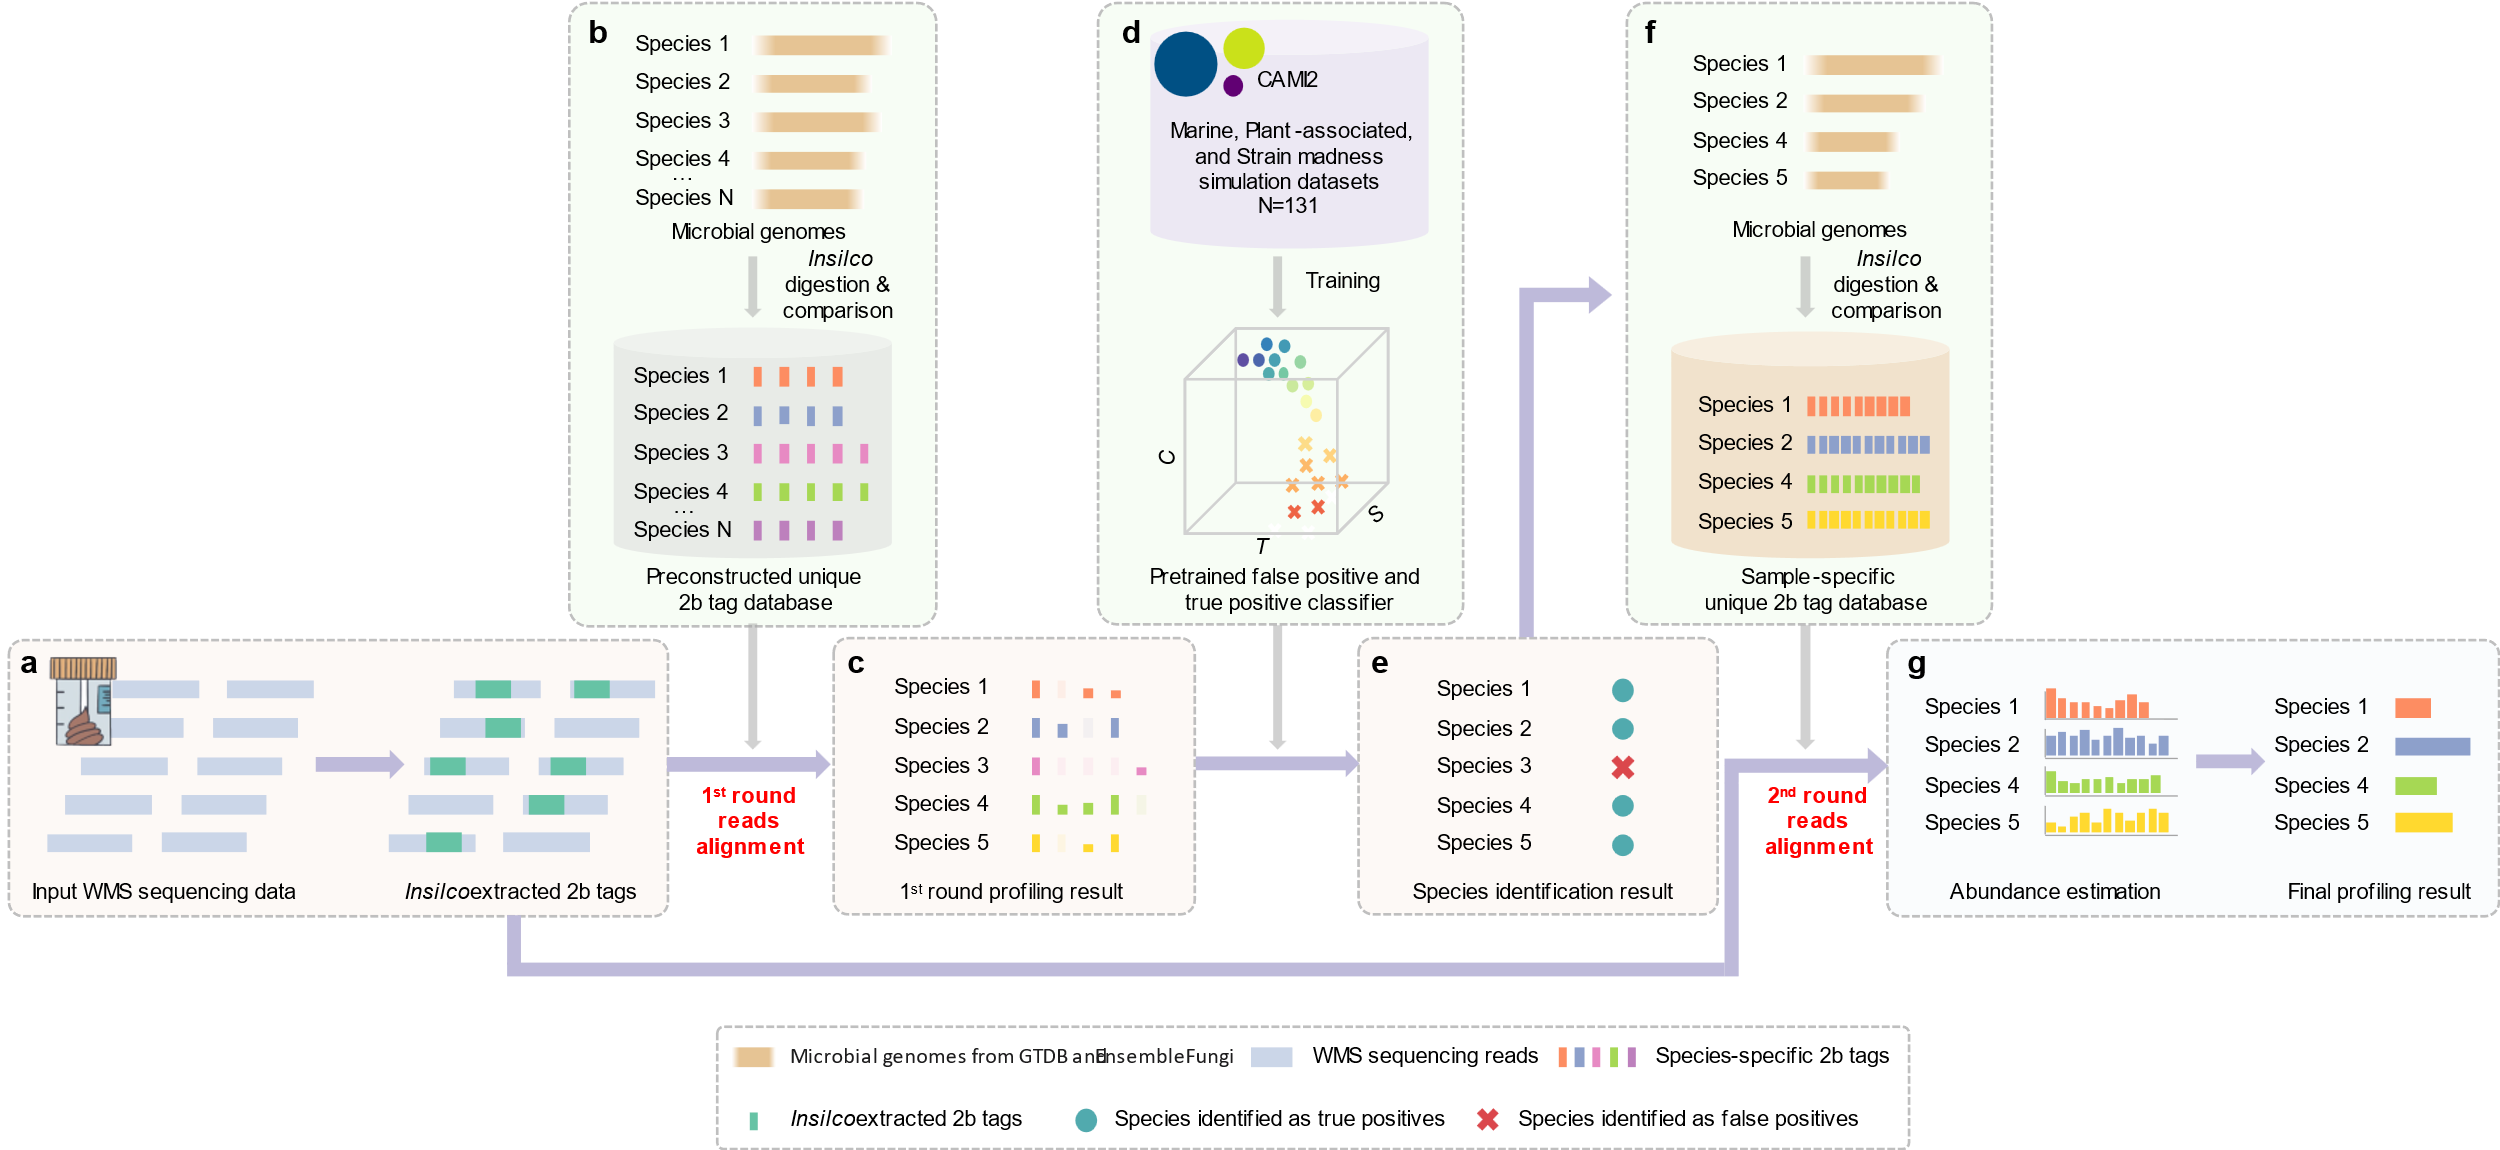 b
Species 1
Species 2
Species 3
Species 4
...
Species N
Microbial genomes
Insilco
digestion &
comparison
Species 1
Species 2
Species 3
Species 4
...
Species N
Preconstructed unique
2b tag database
d
CAMI2
Marine, Plant-associated,
and Strain madness
simulation datasets
N=131
Training
C
S
T
Pretrained false positive and
true positive classifier
f
Species 1
Species 2
Species 4
Species 5
Microbial genomes
Insilco
digestion &
comparison
Species 1
Species 2
Species 4
Species 5
Sample-specific
unique 2b tag database
a
Input WMS sequencing data
Insilcoextracted 2b tags
1st round
reads
alignment
c
Species 1
Species 2
Species 3
Species 4
Species 5
1st round profiling result
e
Species 1
Species 2
Species 3
Species 4
Species 5
Species identification result
2nd round
reads
alignment
g
Species 1
Species 2
Species 4
Species 5
Abundance estimation
Species 1
Species 2
Species 4
Species 5
Final profiling result
Microbial genomes from GTDB and EnsembleFungi
WMS sequencing reads
Species-specific 2b tags
Insilcoextracted 2b tags
Species identified as true positives
Species identified as false positives